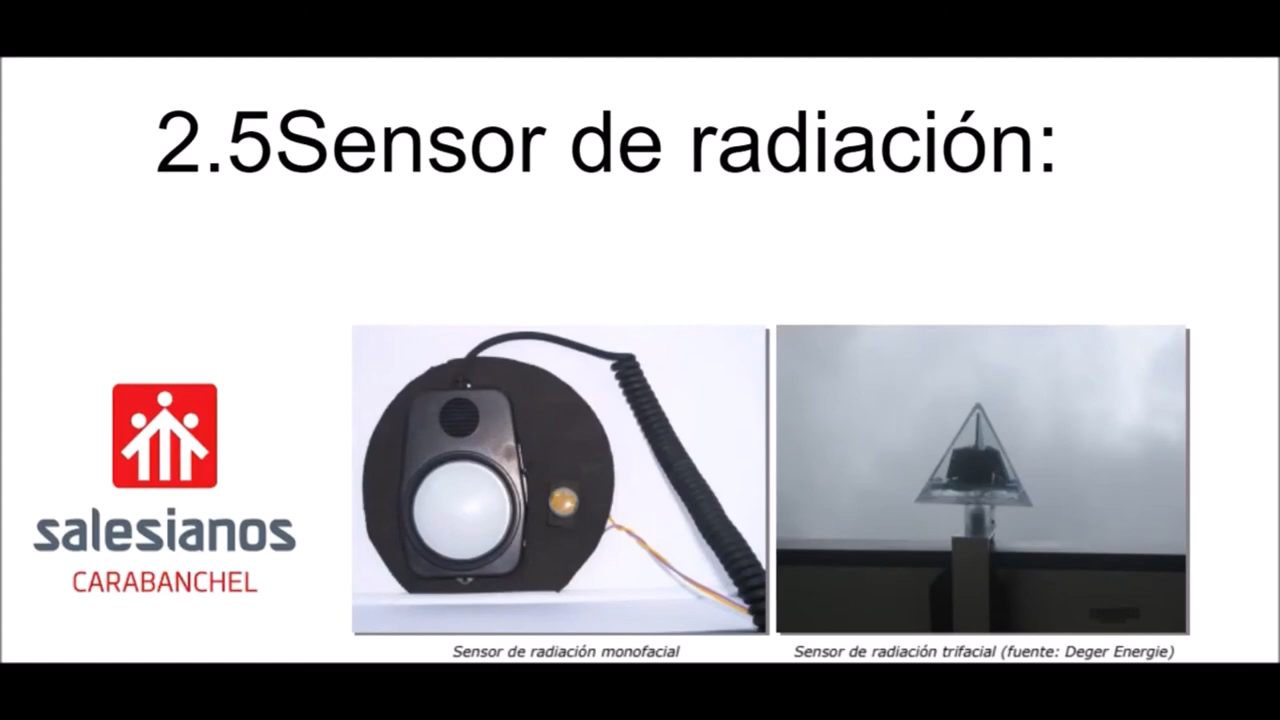 2.5Sensor de radiación:
salesianos
CARABANCHEL
Sensor de radiación monofacial
Sensor de radiación trifacial (fuente: Deger Energie)